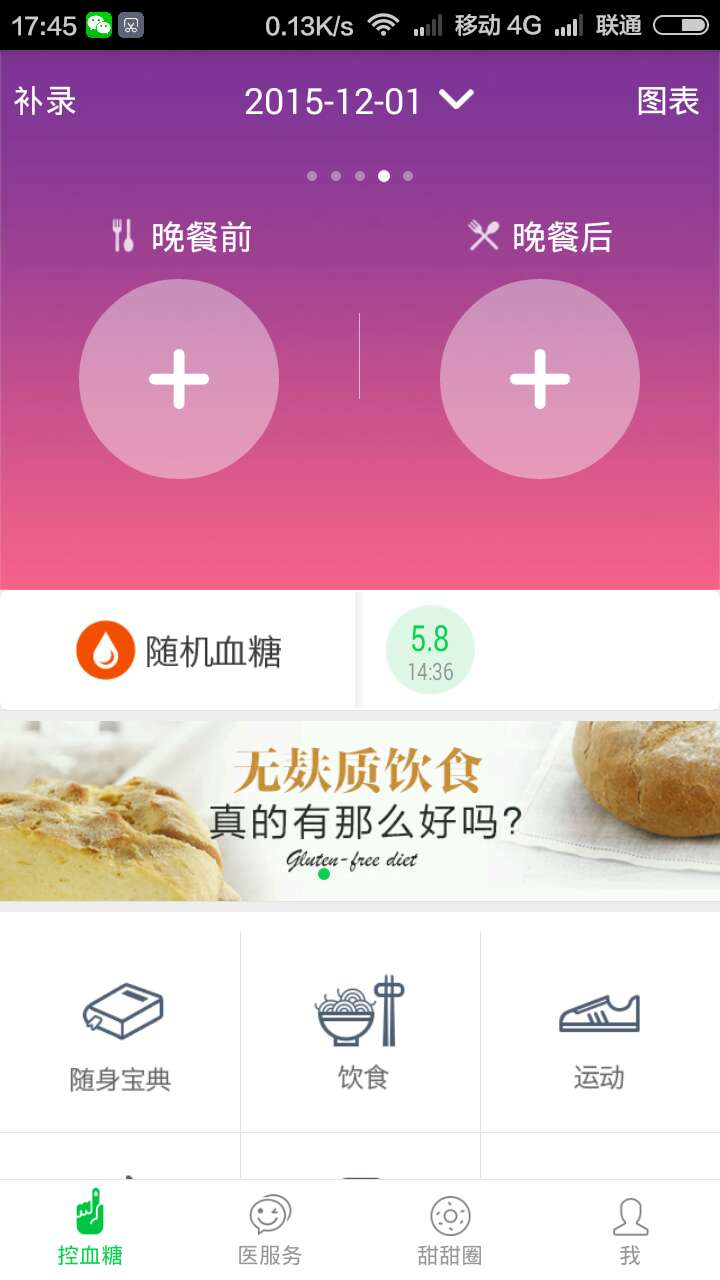 17:45 0.13K/s 移动 4G 联通
补录 2015-12-01 图表
晚餐前 晚餐后
随机血糖 5.8
14:36
无麸质饮食
真的有那么好吗?
Gluten-free diet
随身宝典 饮食 运动
控血糖 医服务 甜甜圈 我